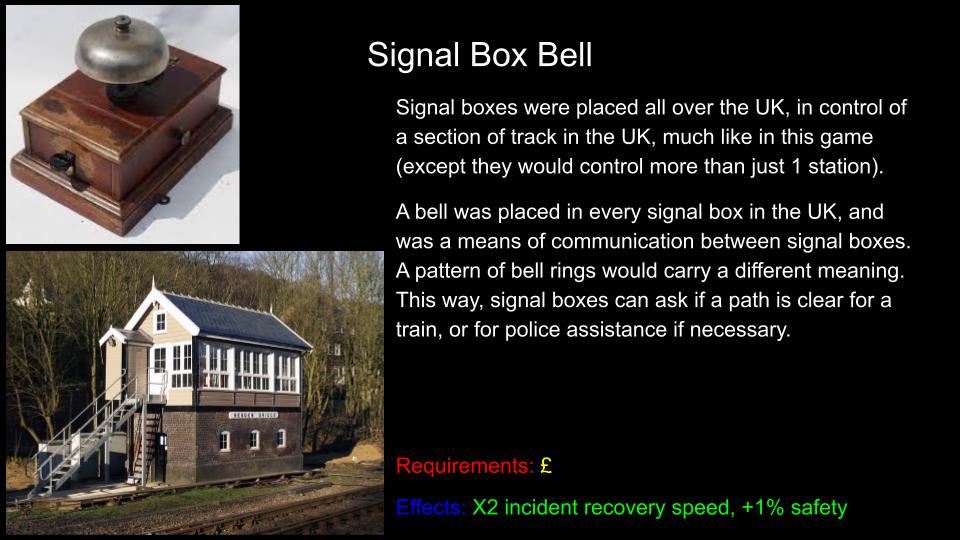 Signal Box Bell
Signal boxes were placed all over the UK, in control of
a section of track in the UK, much like in this game
(except they would control more than just 1 station).
A bell was placed in every signal box in the UK, and
was a means of communication between signal boxes.
A pattern of bell rings would carry a different meaning.
This way, signal boxes can ask if a path is clear for a
train, or for police assistance if necessary.
HEBDEN BRIDGE
Requirements: £
Effects: X2 incident recovery speed, +1% safety